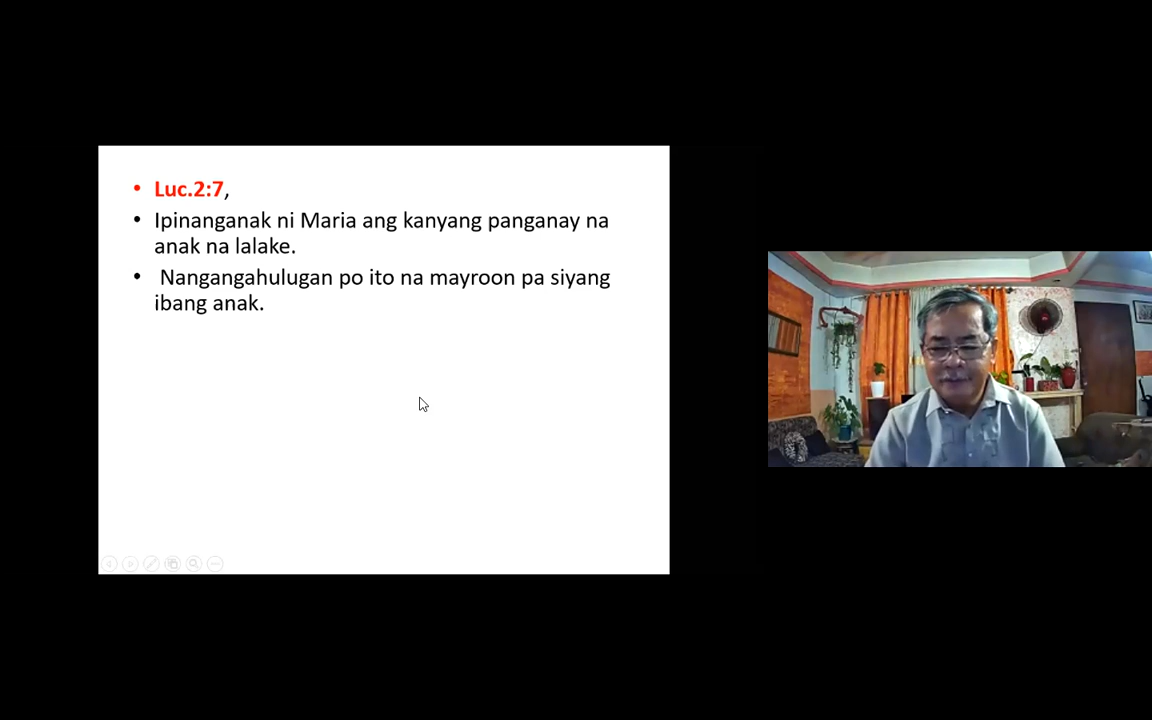 Luc.2:7,
Ipinanganak ni Maria ang kanyang panganay na
anak na lalake.
Nangangahulugan po ito na mayroon pa siyang
ibang anak.